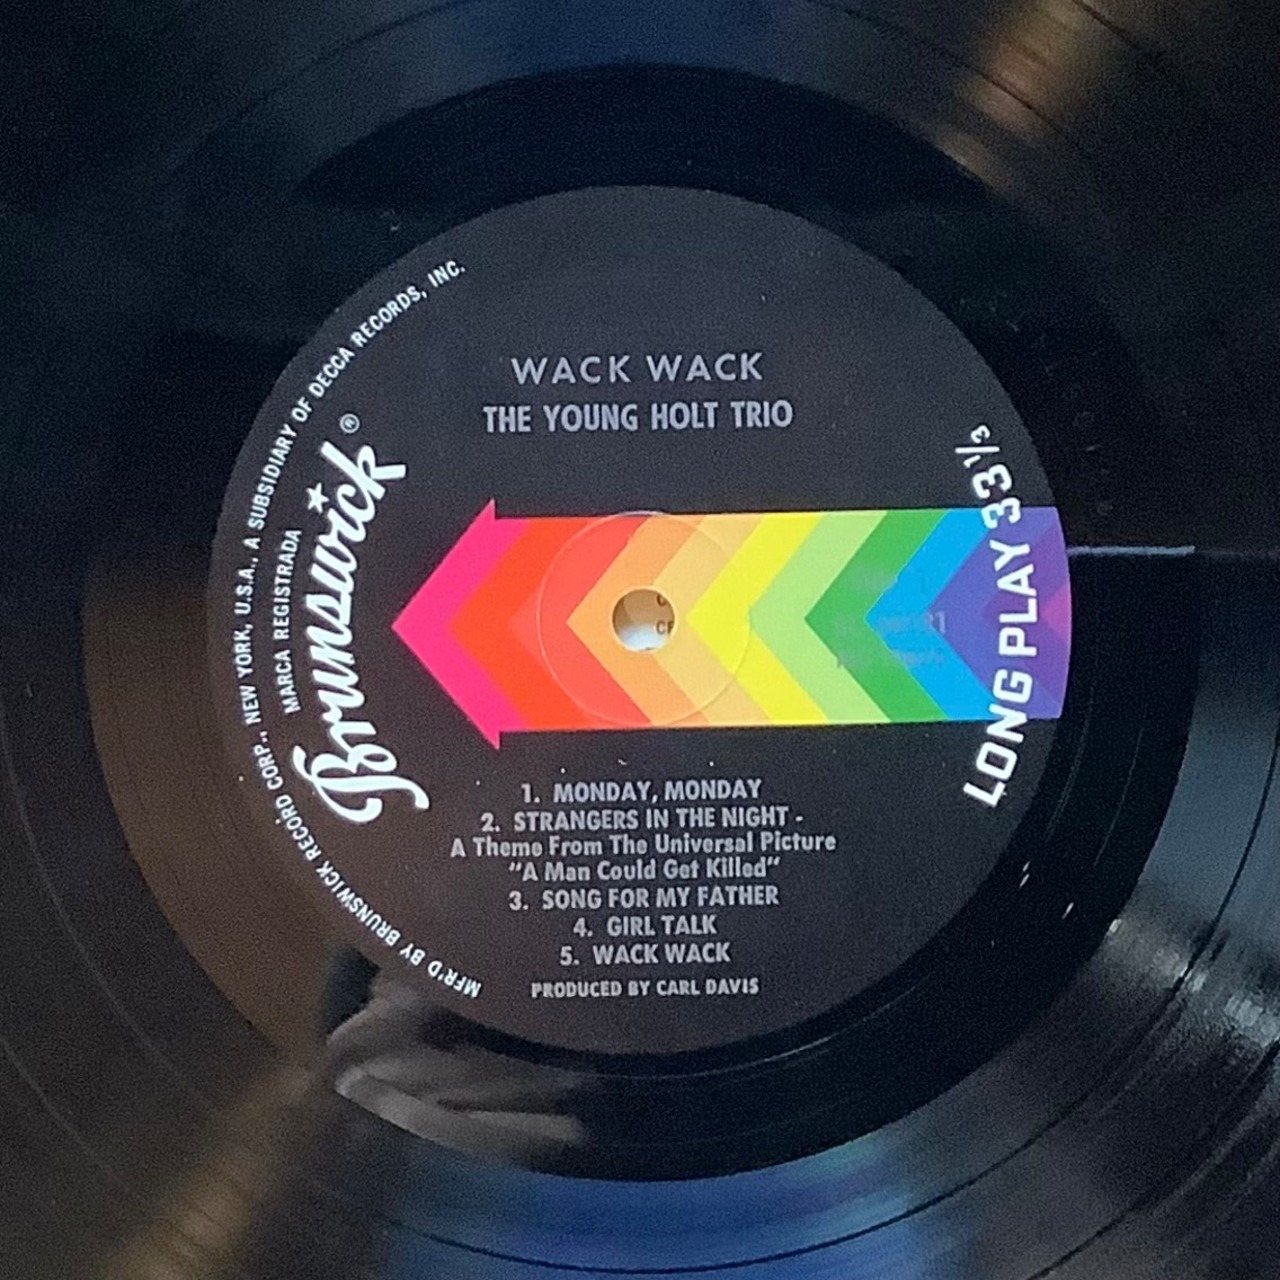 WACK WACK
THE YOUNG HOLT TRIO
Brunswick®
MARCA REGISTRADA
MFR'D BY BRUNSWICK RECORD CORP., NEW YORK, U.S.A., A SUBSIDIARY OF DECCA RECORDS, INC.
LONG PLAY 33⅓
1. MONDAY, MONDAY
2. STRANGERS IN THE NIGHT -
A Theme From The Universal Picture
"A Man Could Get Killed"
3. SONG FOR MY FATHER
4. GIRL TALK
5. WACK WACK
PRODUCED BY CARL DAVIS